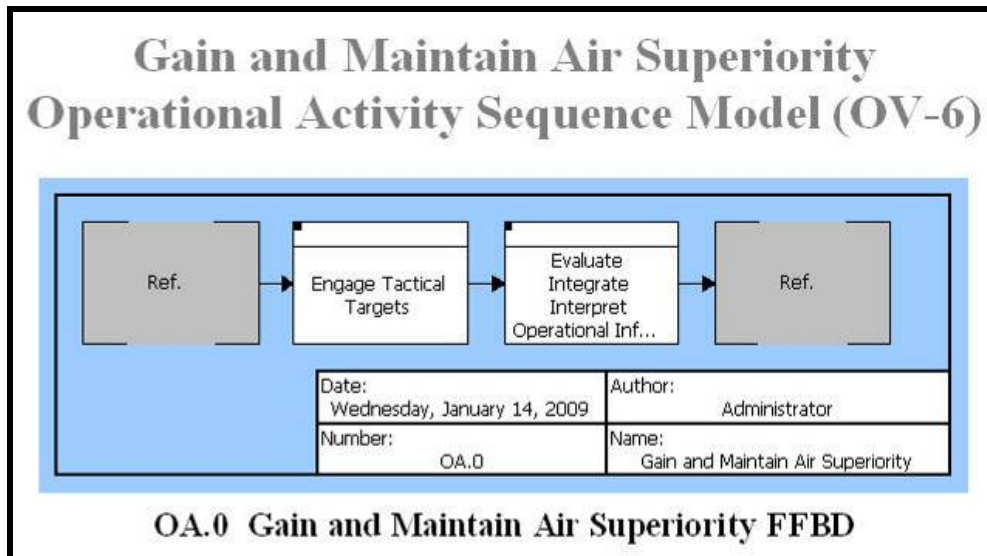 Gain and Maintain Air Superiority
Operational Activity Sequence Model (OV-6)
Ref.
Engage Tactical
Targets
Evaluate
Integrate
Interpret
Operational Inf...
Ref.
Date:
Wednesday, January 14, 2009
Author:
Administrator
Number:
OA.0
Name:
Gain and Maintain Air Superiority
OA.0 Gain and Maintain Air Superiority FFBD